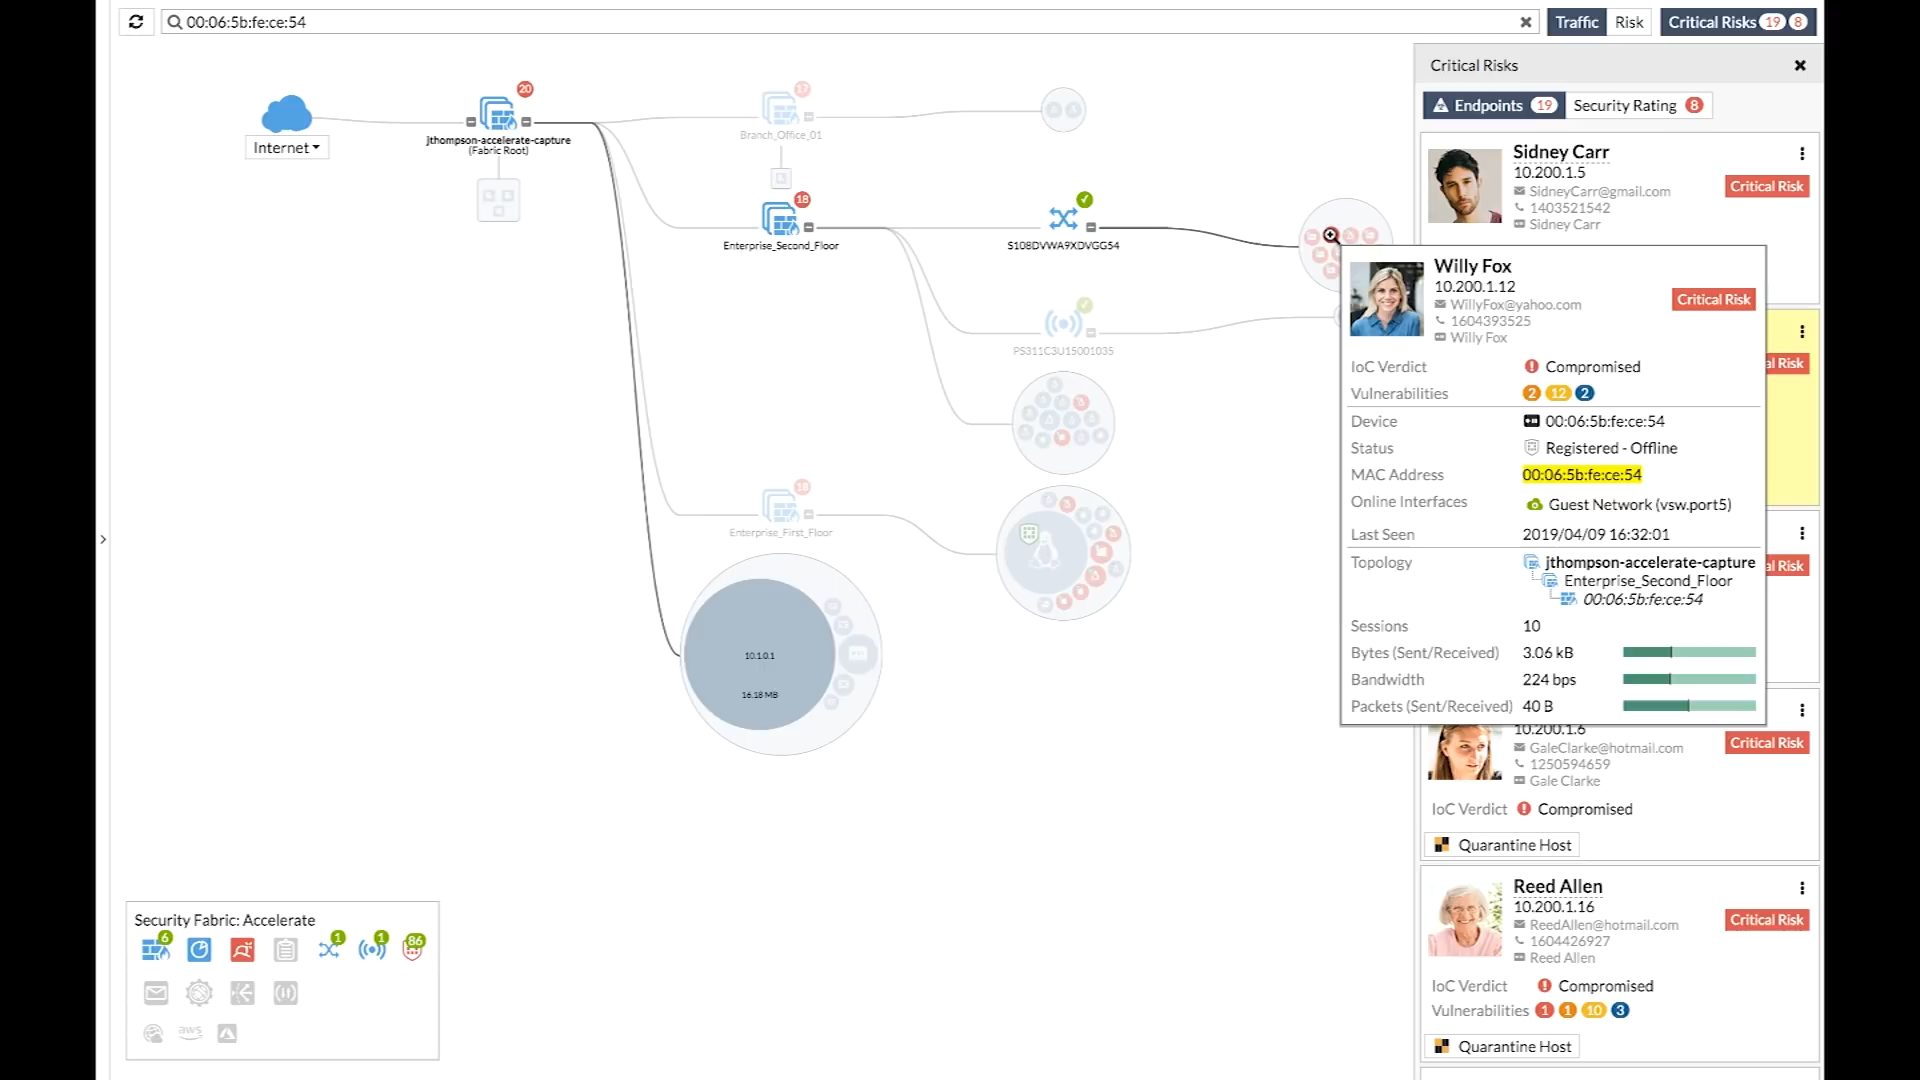 00:06:5b:fe:ce:54
Traffic
Risk
Critical Risks 19 8
Critical Risks
Endpoints 19
Security Rating 8
Internet
20
jthompson-accelerate-capture
(Fabric Root)
17
Branch_Office_01
18
Enterprise_Second_Floor
S108DVWA9XDVGG54
PS311C3U15001035
18
Enterprise_First_Floor
10.1.0.1
16.18 MB
Sidney Carr
10.200.1.5
SidneyCarr@gmail.com
1403521542
Sidney Carr
Critical Risk
Willy Fox
10.200.1.12
WillyFox@yahoo.com
1604393525
Willy Fox
Critical Risk
IoC Verdict Compromised
Vulnerabilities 2 12 2
Device 00:06:5b:fe:ce:54
Status Registered - Offline
MAC Address 00:06:5b:fe:ce:54
Online Interfaces Guest Network (vsw.port5)
Last Seen 2019/04/09 16:32:01
Topology jthompson-accelerate-capture
Enterprise_Second_Floor
00:06:5b:fe:ce:54
Sessions 10
Bytes (Sent/Received) 3.06 kB
Bandwidth 224 bps
Packets (Sent/Received) 40 B
al Risk
al Risk
10.200.1.6
GaleClarke@hotmail.com
1250594659
Gale Clarke
Critical Risk
IoC Verdict Compromised
Quarantine Host
Reed Allen
10.200.1.16
ReedAllen@hotmail.com
1604426927
Reed Allen
Critical Risk
IoC Verdict Compromised
Vulnerabilities 1 1 10 3
Quarantine Host
Security Fabric: Accelerate
6 1 1 86
aws